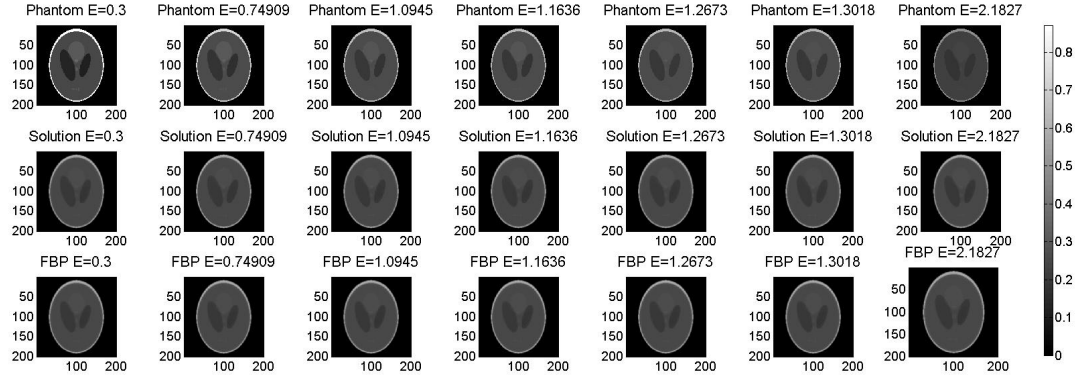 Phantom E=0.3 Phantom E=0.74909 Phantom E=1.0945 Phantom E=1.1636 Phantom E=1.2673 Phantom E=1.3018 Phantom E=2.1827
50 50 50 50 50 50 50 0.8
100 100 100 100 100 100 100 0.7
150 150 150 150 150 150 150
200 200 200 200 200 200 200 0.6
100 200 100 200 100 200 100 200 100 200 100 200 100 200
Solution E=0.3 Solution E=0.74909 Solution E=1.0945 Solution E=1.1636 Solution E=1.2673 Solution E=1.3018 Solution E=2.1827
0.5
50 50 50 50 50 50 50
100 100 100 100 100 100 100 0.4
150 150 150 150 150 150 150
200 200 200 200 200 200 200 0.3
100 200 100 200 100 200 100 200 100 200 100 200 100 200
FBP E=0.3 FBP E=0.74909 FBP E=1.0945 FBP E=1.1636 FBP E=1.2673 FBP E=1.3018 FBP E=2.1827
50 50 50 50 50 50 50 0.2
100 100 100 100 100 100 100 0.1
150 150 150 150 150 150 150
200 200 200 200 200 200 200 0
100 200 100 200 100 200 100 200 100 200 100 200 100 200